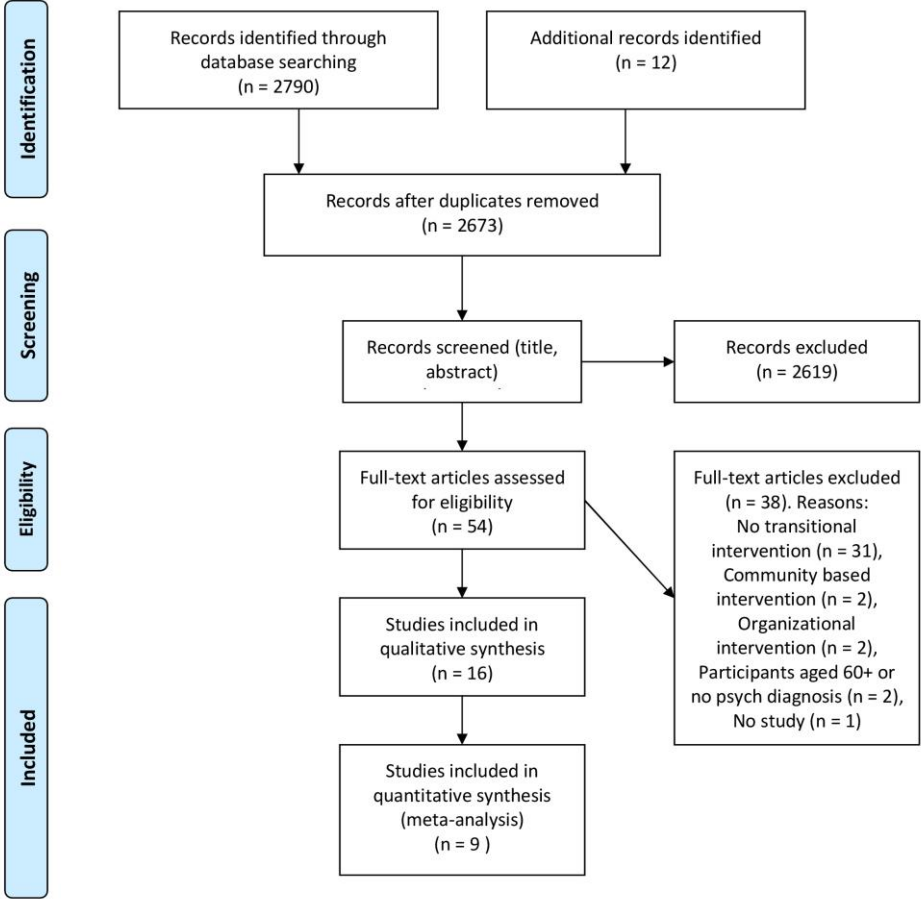 Identification
Records identified through
database searching
(n = 2790)
Additional records identified
(n = 12)
Records after duplicates removed
(n = 2673)
Screening
Records screened (title,
abstract)
Records excluded
(n = 2619)
Eligibility
Full-text articles assessed
for eligibility
(n = 54)
Full-text articles excluded
(n = 38). Reasons:
No transitional
intervention (n = 31),
Community based
intervention (n = 2),
Organizational
intervention (n = 2),
Participants aged 60+ or
no psych diagnosis (n = 2),
No study (n = 1)
Included
Studies included in
qualitative synthesis
(n = 16)
Studies included in
quantitative synthesis
(meta-analysis)
(n = 9 )